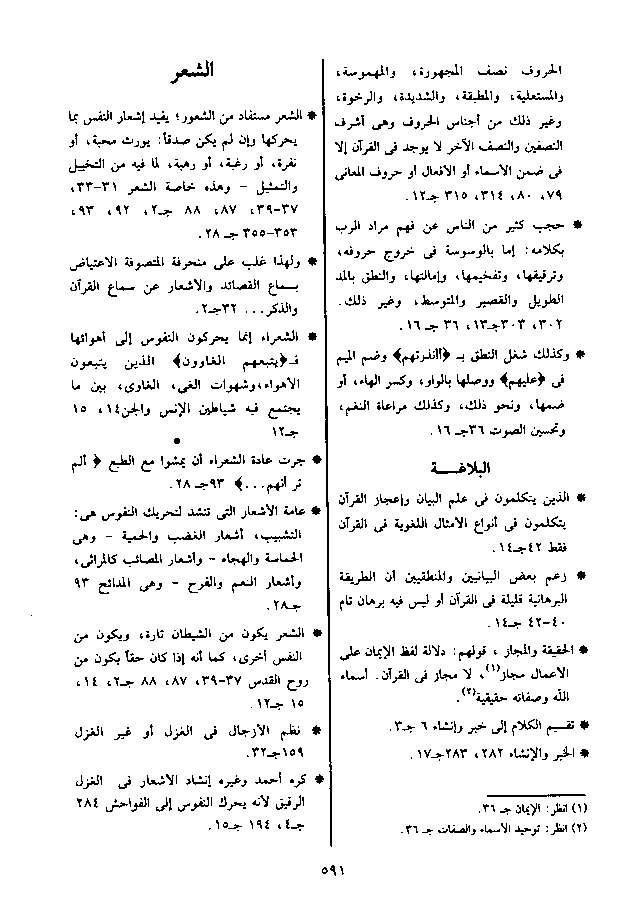 الحروف نصف المجهورة، والمهموسة،
والمستعلية، والمطبقة، والشديدة، والرخوة،
وغير ذلك من أجناس الحروف وهى أشرف
النصفين والنصف الآخر لا يوجد فى القرآن إلا
فى ضمن الأسماء أو الأفعال أو حروف المعانى
٧٩، ٨٠، ٣١٤، ٣١٥ جـ١٢.
* حجب كثير من الناس عن فهم مراد الرب
بكلامه: إما بالوسوسة فى خروج حروفه،
وترقيقها، وتفخيمها، وإمالتها، والنطق بالمد
الطويل والقصير والمتوسط، وغير ذلك.
٣٠٢، ٣٠٣جـ١٣، ٣٦ جـ١٦.
* وكذلك شغل النطق بـ ﴿أأنذرتهم﴾ وضم الميم
فى ﴿عليهم﴾ ووصلها بالواو، وكسر الهاء، أو
ضمها، ونحو ذلك، وكذلك مراعاة النغم،
وتحسين الصوت ٣٦جـ١٦.
البلاغــة
* الذين يتكلمون فى علم البيان وإعجاز القرآن
يتكلمون فى أنواع الأمثال اللغوية فى القرآن
فقط ٤٢جـ١٤.
* زعم بعض البيانيين والمنطقيين أن الطريقة
البرهانية قليلة فى القرآن أو ليس فيه برهان تام
٤٠-٤٢ جـ١٤.
* الحقيقة والمجاز، قولهم: دلالة لفظ الإيمان على
الأعمال مجاز(١)، لا مجاز فى القرآن. أسماء
الله وصفاته حقيقية(٢).
* تقسيم الكلام إلى خبر وإنشاء ٦ جـ٣.
* الخبر والإنشاء ٢٨٢، ٢٨٣جـ١٧.
(١) انظر: الإيمان جـ٣٦.
(٢) انظر: توحيد الأسماء والصفات جـ٣٦.
الشعر
* الشعر مستفاد من الشعور؛ يفيد إشعار النفس بما
يحركها وإن لم يكن صدقاً: يورث محبة، أو
نفرة، أو رغبة، أو رهبة، لما فيه من التخييل
والتمثيل - وهذه خاصة الشعر ٣١-٣٣،
٣٧-٣٩، ٨٧، ٨٨ جـ٢، ٩٢، ٩٣،
٣٥٣-٣٥٥ جـ٢٨.
* ولهذا غلب على منحرفة المتصوفة الاعتياض
بسماع القصائد والأشعار عن سماع القرآن
والذكر... ٣٢جـ٢.
* الشعراء إنما يحركون النفوس إلى أهوائها
فـ﴿يتبعهم الغاوون﴾ الذين يتبعون
الأهواء، وشهوات الغى، الغاوى، بين ما
يجتمع فيه شياطين الإنس والجن١٤، ١٥
جـ١٢
* جرت عادة الشعراء أن يمشوا مع الطبع ﴿ ألم
تر أنهم...﴾ ٩٣جـ٢٨.
* عامة الأشعار التى تنشد لتحريك النفوس هى:
التشبيب، أشعار الغضب والحمية - وهى
الحماسة والهجاء - وأشعار المصائب كالمراثى،
وأشعار النعم والفرح - وهى المدائح ٩٣
جـ٢٨.
* الشعر يكون من الشيطان تارة، ويكون من
النفس أخرى، كما أنه إذا كان حقاً يكون من
روح القدس ٣٧-٣٩، ٨٧، ٨٨ جـ٢، ١٤،
١٥ جـ١٢.
* نظم الأزجال فى الغزل أو غير الغزل
١٥٩جـ٣٢.
* كره أحمد وغيره إنشاد الأشعار فى الغزل
الرقيق لأنه يحرك النفوس إلى الفواحش ٢٨٤
جـ٤، ١٩٤ جـ١٥.
٥٩١